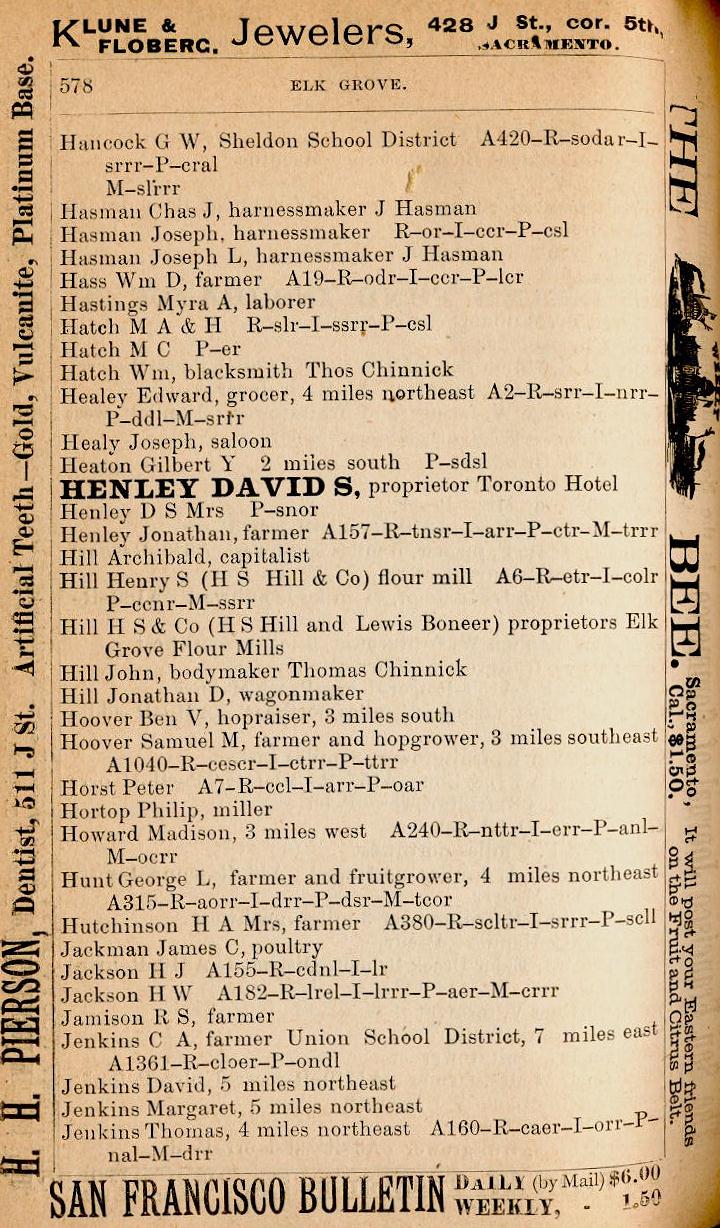 KLUNE & FLOBERG. Jewelers, 428 J St., cor. 5th, SACRAMENTO.
578 ELK GROVE.
Hancock G W, Sheldon School District A420–R–sodar–I–
srrr–P–cral
M–slrrr
Hasman Chas J, harnessmaker J Hasman
Hasman Joseph, harnessmaker R–or–I–ccr–P–csl
Hasman Joseph L, harnessmaker J Hasman
Hass Wm D, farmer A19–R–odr–I–ccr–P–lcr
Hastings Myra A, laborer
Hatch M A & H R–slr–I–ssrr–P–csl
Hatch M C P–er
Hatch Wm, blacksmith Thos Chinnick
Healey Edward, grocer, 4 miles northeast A2–R–srr–I–nrr–
P–ddl–M–srfr
Healy Joseph, saloon
Heaton Gilbert Y 2 miles south P–sdsl
HENLEY DAVID S, proprietor Toronto Hotel
Henley D S Mrs P–snor
Henley Jonathan, farmer A157–R–tnsr–I–arr–P–ctr–M–trrr
Hill Archibald, capitalist
Hill Henry S (H S Hill & Co) flour mill A6–R–etr–I–colr
P–ccnr–M–ssrr
Hill H S & Co (H S Hill and Lewis Boneer) proprietors Elk
Grove Flour Mills
Hill John, bodymaker Thomas Chinnick
Hill Jonathan D, wagonmaker
Hoover Ben V, hopraiser, 3 miles south
Hoover Samuel M, farmer and hopgrower, 3 miles southeast
A1040–R–cescr–I–ctrr–P–ttrr
Horst Peter A7–R–ccl–I–arr–P–oar
Hortop Philip, miller
Howard Madison, 3 miles west A240–R–nttr–I–err–P–anl–
M–ocrr
Hunt George L, farmer and fruitgrower, 4 miles northeast
A315–R–aorr–I–drr–P–dsr–M–tcor
Hutchinson H A Mrs, farmer A380–R–scltr–I–srrr–P–scll
Jackman James C, poultry
Jackson H J A155–R–cdnl–I–lr
Jackson H W A182–R–lrel–I–lrrr–P–aer–M–crrr
Jamison R S, farmer
Jenkins C A, farmer Union School District, 7 miles east
A1361–R–cloer–P–ondl
Jenkins David, 5 miles northeast
Jenkins Margaret, 5 miles northeast
Jenkins Thomas, 4 miles northeast A160–R–caer–I–orr–P–
nal–M–drr
SAN FRANCISCO BULLETIN DAILY (by Mail) $6.00
WEEKLY, - 1.50
H. H. PIERSON, Dentist, 511 J St. Artificial Teeth—Gold, Vulcanite, Platinum Base.
THE BEE. Sacramento, Cal., $1.50. It will post your Eastern friends on the Fruit and Citrus Belt.